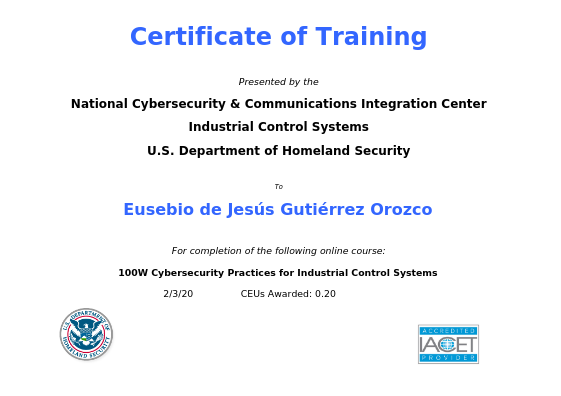 Certificate of Training
Presented by the
National Cybersecurity & Communications Integration Center
Industrial Control Systems
U.S. Department of Homeland Security
To
Eusebio de Jesús Gutiérrez Orozco
For completion of the following online course:
100W Cybersecurity Practices for Industrial Control Systems
2/3/20 CEUs Awarded: 0.20
U.S. DEPARTMENT OF HOMELAND SECURITY
ACCREDITED
IACET
PROVIDER